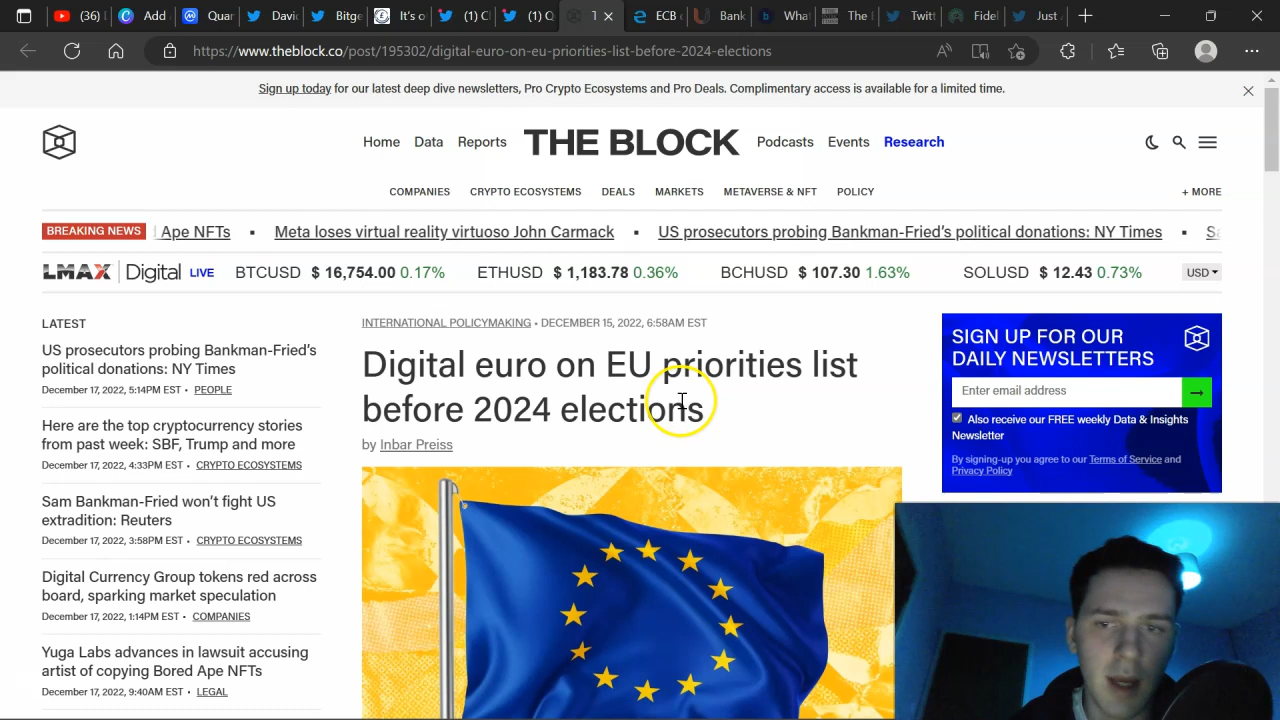 (36)
Add
Quar
Davi
Bitge
It's o
(1) C
(1) Q
1
ECB
Bank
What
The
Twitt
Fidel
Just
https://www.theblock.co/post/195302/digital-euro-on-eu-priorities-list-before-2024-elections
Sign up today for our latest deep dive newsletters, Pro Crypto Ecosystems and Pro Deals. Complimentary access is available for a limited time.
Home Data Reports THE BLOCK Podcasts Events Research
COMPANIES CRYPTO ECOSYSTEMS DEALS MARKETS METAVERSE & NFT POLICY + MORE
BREAKING NEWS Ape NFTs ▪ Meta loses virtual reality virtuoso John Carmack ▪ US prosecutors probing Bankman-Fried's political donations: NY Times ▪
LMAX Digital LIVE BTCUSD $ 16,754.00 0.17% ETHUSD $ 1,183.78 0.36% BCHUSD $ 107.30 1.63% SOLUSD $ 12.43 0.73% USD
LATEST
US prosecutors probing Bankman-Fried's
political donations: NY Times
December 17, 2022, 5:14PM EST • PEOPLE
Here are the top cryptocurrency stories
from past week: SBF, Trump and more
December 17, 2022, 4:33PM EST • CRYPTO ECOSYSTEMS
Sam Bankman-Fried won't fight US
extradition: Reuters
December 17, 2022, 3:58PM EST • CRYPTO ECOSYSTEMS
Digital Currency Group tokens red across
board, sparking market speculation
December 17, 2022, 1:14PM EST • COMPANIES
Yuga Labs advances in lawsuit accusing
artist of copying Bored Ape NFTs
December 17, 2022, 9:40AM EST • LEGAL
INTERNATIONAL POLICYMAKING • DECEMBER 15, 2022, 6:58AM EST
Digital euro on EU priorities list
before 2024 elections
by Inbar Preiss
SIGN UP FOR OUR
DAILY NEWSLETTERS
Enter email address
Also receive our FREE weekly Data & Insights
Newsletter
By signing-up you agree to our Terms of Service and
Privacy Policy